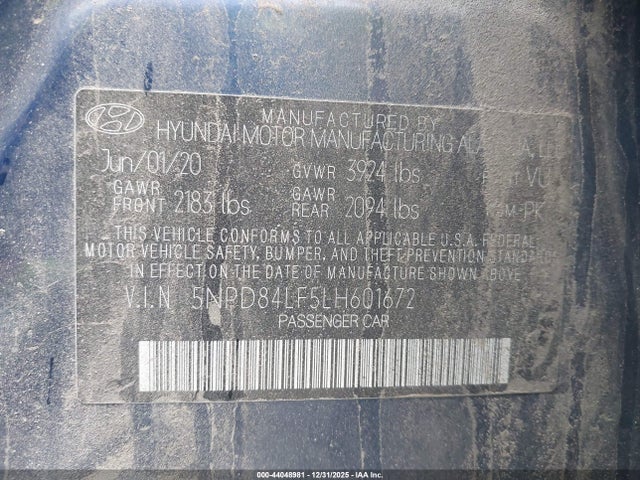 MANUFACTURED BY
HYUNDAI MOTOR MANUFACTURING
Jun/01/20 GVWR 3924 lbs
GAWR FRONT 2183 lbs GAWR REAR 2094 lbs
THIS VEHICLE CONFORMS TO ALL APPLICABLE U.S.A. FEDERAL
MOTOR VEHICLE SAFETY, BUMPER, AND THEFT PREVENTION STANDARDS
IN EFFECT ON THE DATE OF MANUFACTURE SHOWN ABOVE
V.I.N 5NPD84LF5LH601672
PASSENGER CAR
000-44048981 - 12/31/2025 - IAA Inc.